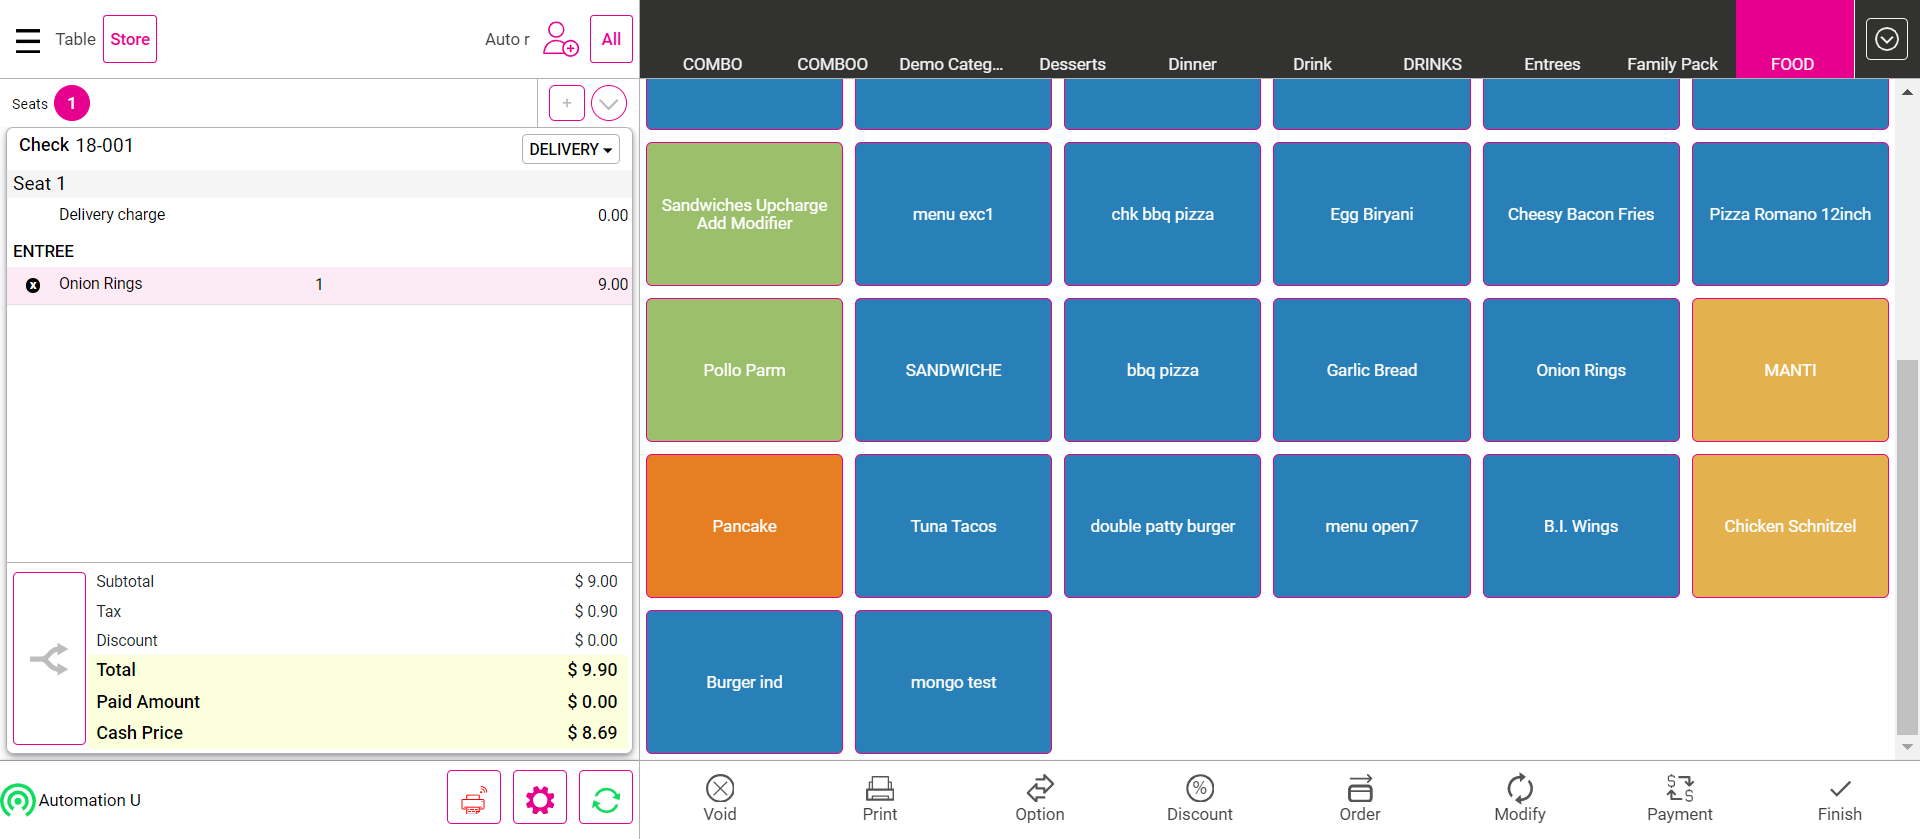 Table
Store
Auto r
All
COMBO
COMBOO
Demo Categ...
Desserts
Dinner
Drink
DRINKS
Entrees
Family Pack
FOOD
Seats
1
+
Check 18-001
DELIVERY
Seat 1
Delivery charge 0.00
ENTREE
x Onion Rings 1 9.00
Subtotal $ 9.00
Tax $ 0.90
Discount $ 0.00
Total $ 9.90
Paid Amount $ 0.00
Cash Price $ 8.69
Automation U
Sandwiches Upcharge
Add Modifier
menu exc1
chk bbq pizza
Egg Biryani
Cheesy Bacon Fries
Pizza Romano 12inch
Pollo Parm
SANDWICHE
bbq pizza
Garlic Bread
Onion Rings
MANTI
Pancake
Tuna Tacos
double patty burger
menu open7
B.I. Wings
Chicken Schnitzel
Burger ind
mongo test
Void
Print
Option
%
Discount
Order
Modify
$
$
Payment
Finish